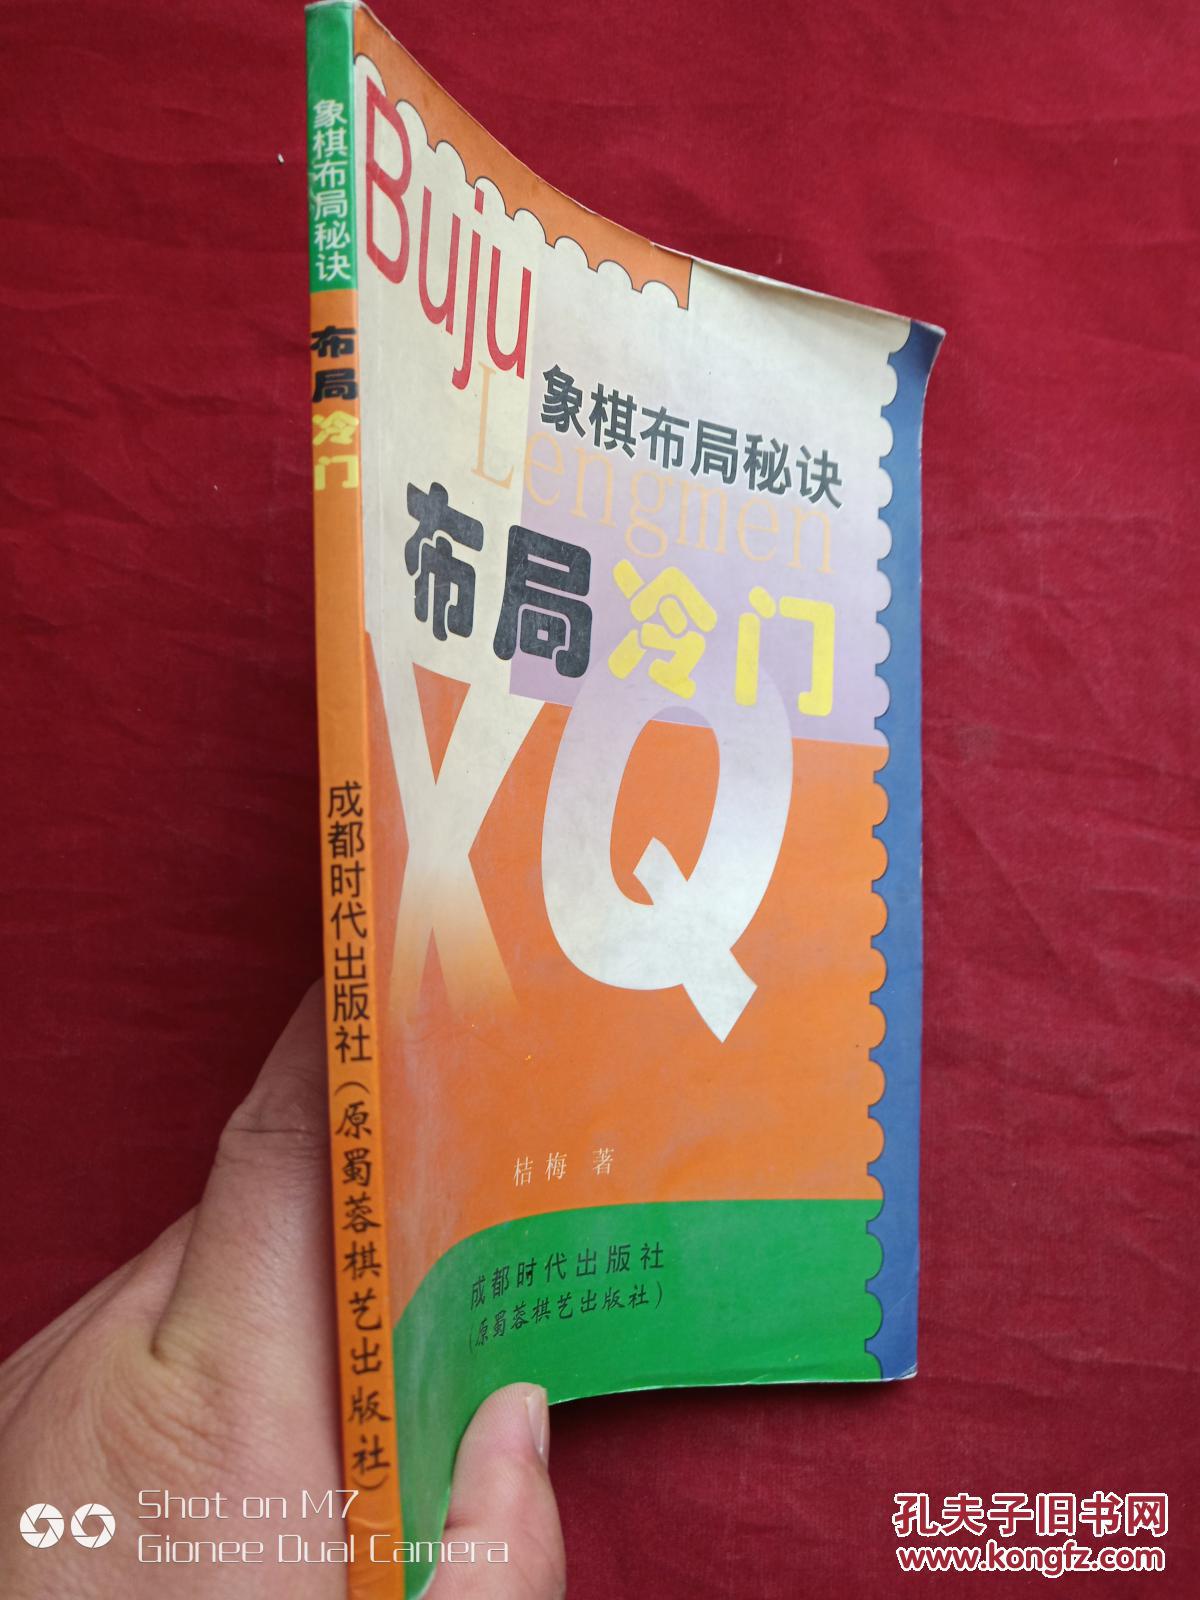 象棋布局秘诀
布局冷门
成都时代出版社(原蜀蓉棋艺出版社)
Buju
Lengmen
象棋布局秘诀
布局冷门
XQ
桔梅 著
成都时代出版社
(原蜀蓉棋艺出版社)
Shot on M7
Gionee Dual Camera
孔夫子旧书网
www.kongfz.com